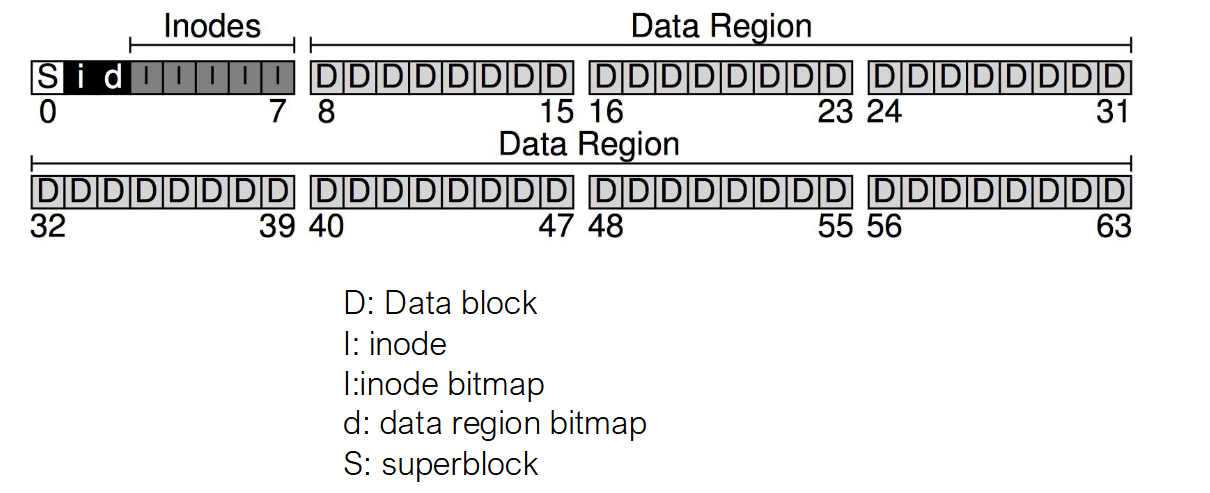 Inodes Data Region
S i d I I I I I D D D D D D D D D D D D D D D D D D D D D D D D
0 7 8 15 16 23 24 31
Data Region
D D D D D D D D D D D D D D D D D D D D D D D D D D D D D D D D
32 39 40 47 48 55 56 63
D: Data block
I: inode
I:inode bitmap
d: data region bitmap
S: superblock